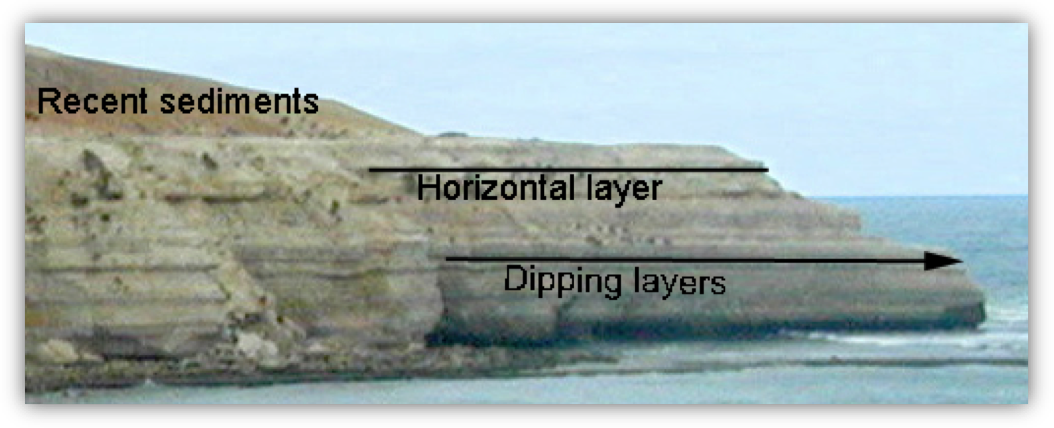 Recent sediments
Horizontal layer
Dipping layers